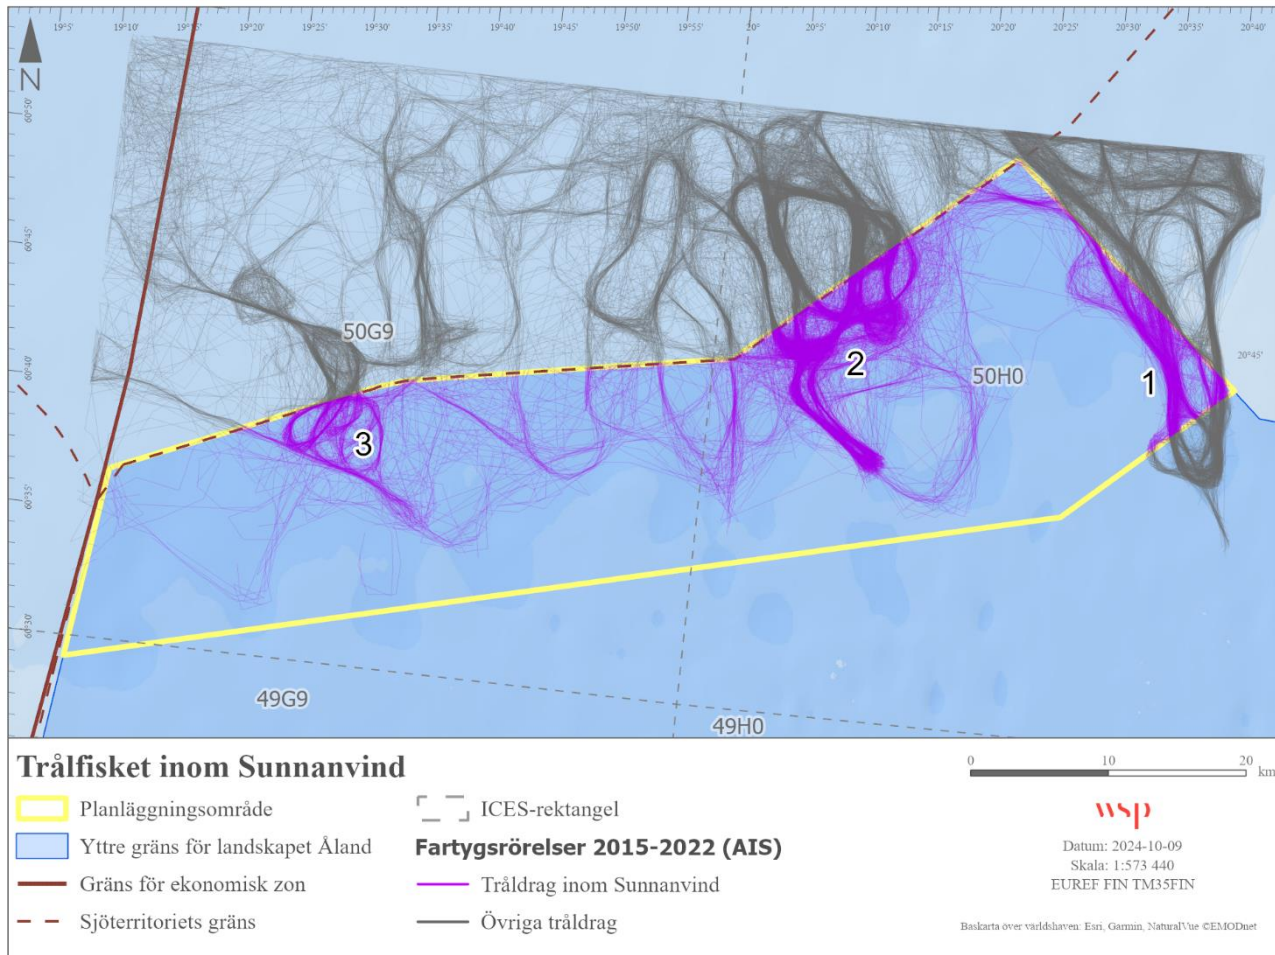 19°5' 19°10' 19°15' 19°20' 19°25' 19°30' 19°35' 19°40' 19°45' 19°50' 19°55' 20° 20°5' 20°10' 20°15' 20°20' 20°25' 20°30' 20°35' 20°40'
N
60°50'
60°45'
50G9
60°40'
20°45'
2
50H0
1
3
60°35'
60°30'
49G9
49H0
Trålfisket inom Sunnanvind
Planläggningsområde
Yttre gräns för landskapet Åland
Gräns för ekonomisk zon
Sjöterritoriets gräns
ICES-rektangel
Fartygsrörelser 2015-2022 (AIS)
Tråldrag inom Sunnanvind
Övriga tråldrag
0 10 20
km
wsp
Datum: 2024-10-09
Skala: 1:573 440
EUREF FIN TM35FIN
Baskarta över världshaven: Esri, Garmin, NaturalVue ©EMODnet